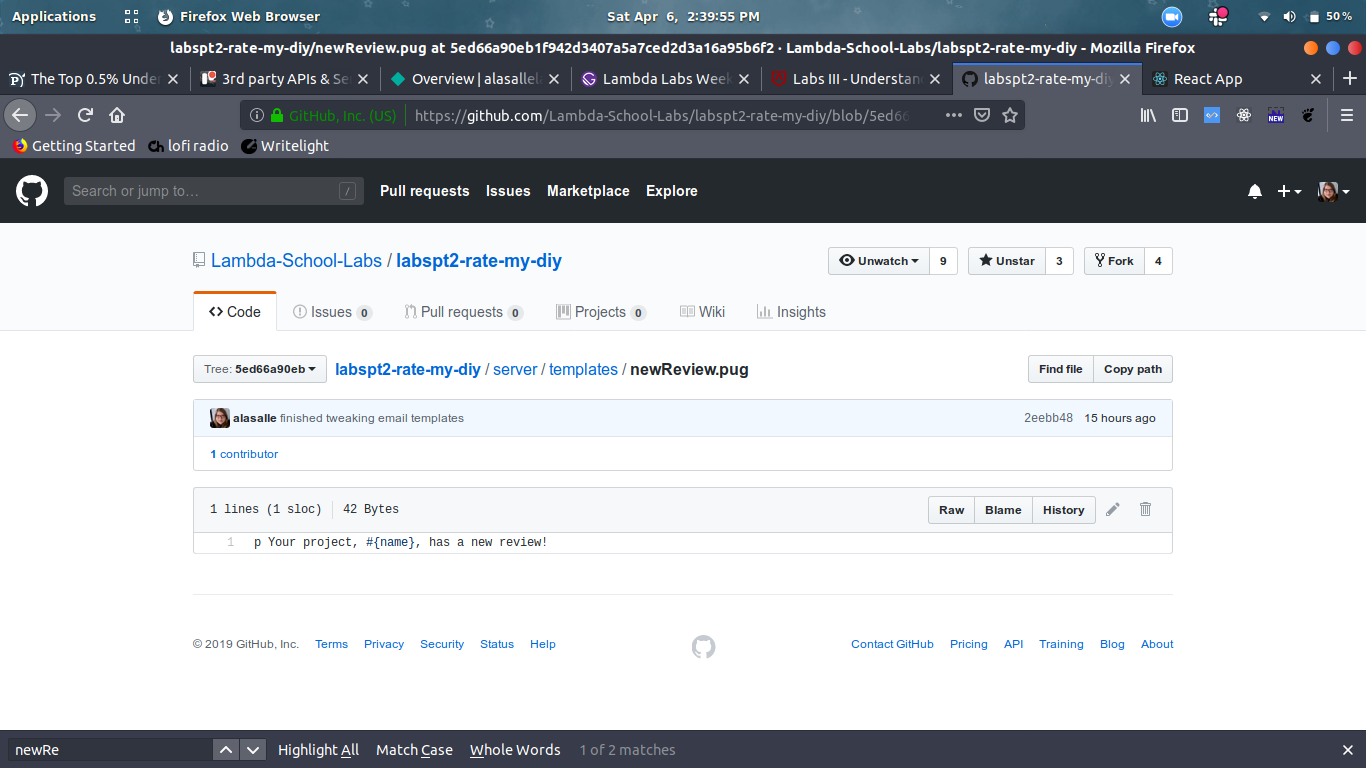 Applications Firefox Web Browser Sat Apr 6, 2:39:55 PM 50%
labspt2-rate-my-diy/newReview.pug at 5ed66a90eb1f942d3407a5a7ced2d3a16a95b6f2 · Lambda-School-Labs/labspt2-rate-my-diy - Mozilla Firefox
The Top 0.5% Under 3rd party APIs & Se Overview | alasallela Lambda Labs Week Labs III - Understan labspt2-rate-my-diy React App
GitHub, Inc. (US) https://github.com/Lambda-School-Labs/labspt2-rate-my-diy/blob/5ed66 NEW
Getting Started lofi radio Writelight
Search or jump to… / Pull requests Issues Marketplace Explore
Lambda-School-Labs / labspt2-rate-my-diy Unwatch 9 Unstar 3 Fork 4
Code Issues 0 Pull requests 0 Projects 0 Wiki Insights
Tree: 5ed66a90eb labspt2-rate-my-diy / server / templates / newReview.pug Find file Copy path
alasalle finished tweaking email templates 2eebb48 15 hours ago
1 contributor
1 lines (1 sloc) 42 Bytes Raw Blame History
1 p Your project, #{name}, has a new review!
© 2019 GitHub, Inc. Terms Privacy Security Status Help Contact GitHub Pricing API Training Blog About
newRe Highlight All Match Case Whole Words 1 of 2 matches